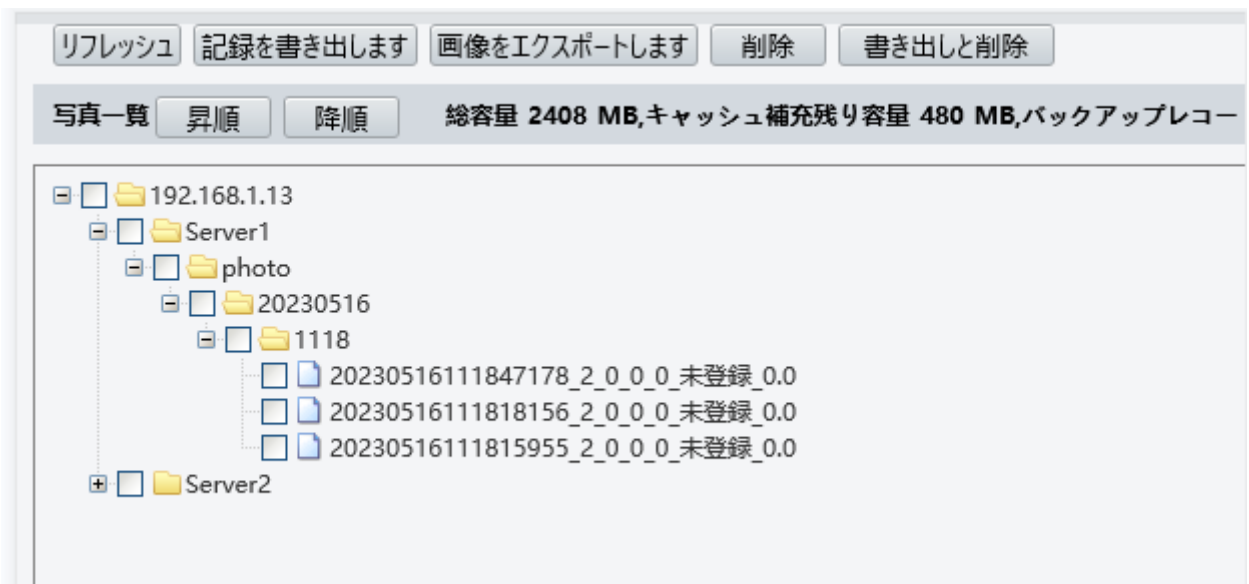 リフレッシュ 記録を書き出します 画像をエクスポートします 削除 書き出しと削除
写真一覧 昇順 降順 総容量 2408 MB,キャッシュ補充残り容量 480 MB,バックアップレコー
192.168.1.13
Server1
photo
20230516
1118
20230516111847178_2_0_0_0_未登録_0.0
20230516111818156_2_0_0_0_未登録_0.0
20230516111815955_2_0_0_0_未登録_0.0
Server2